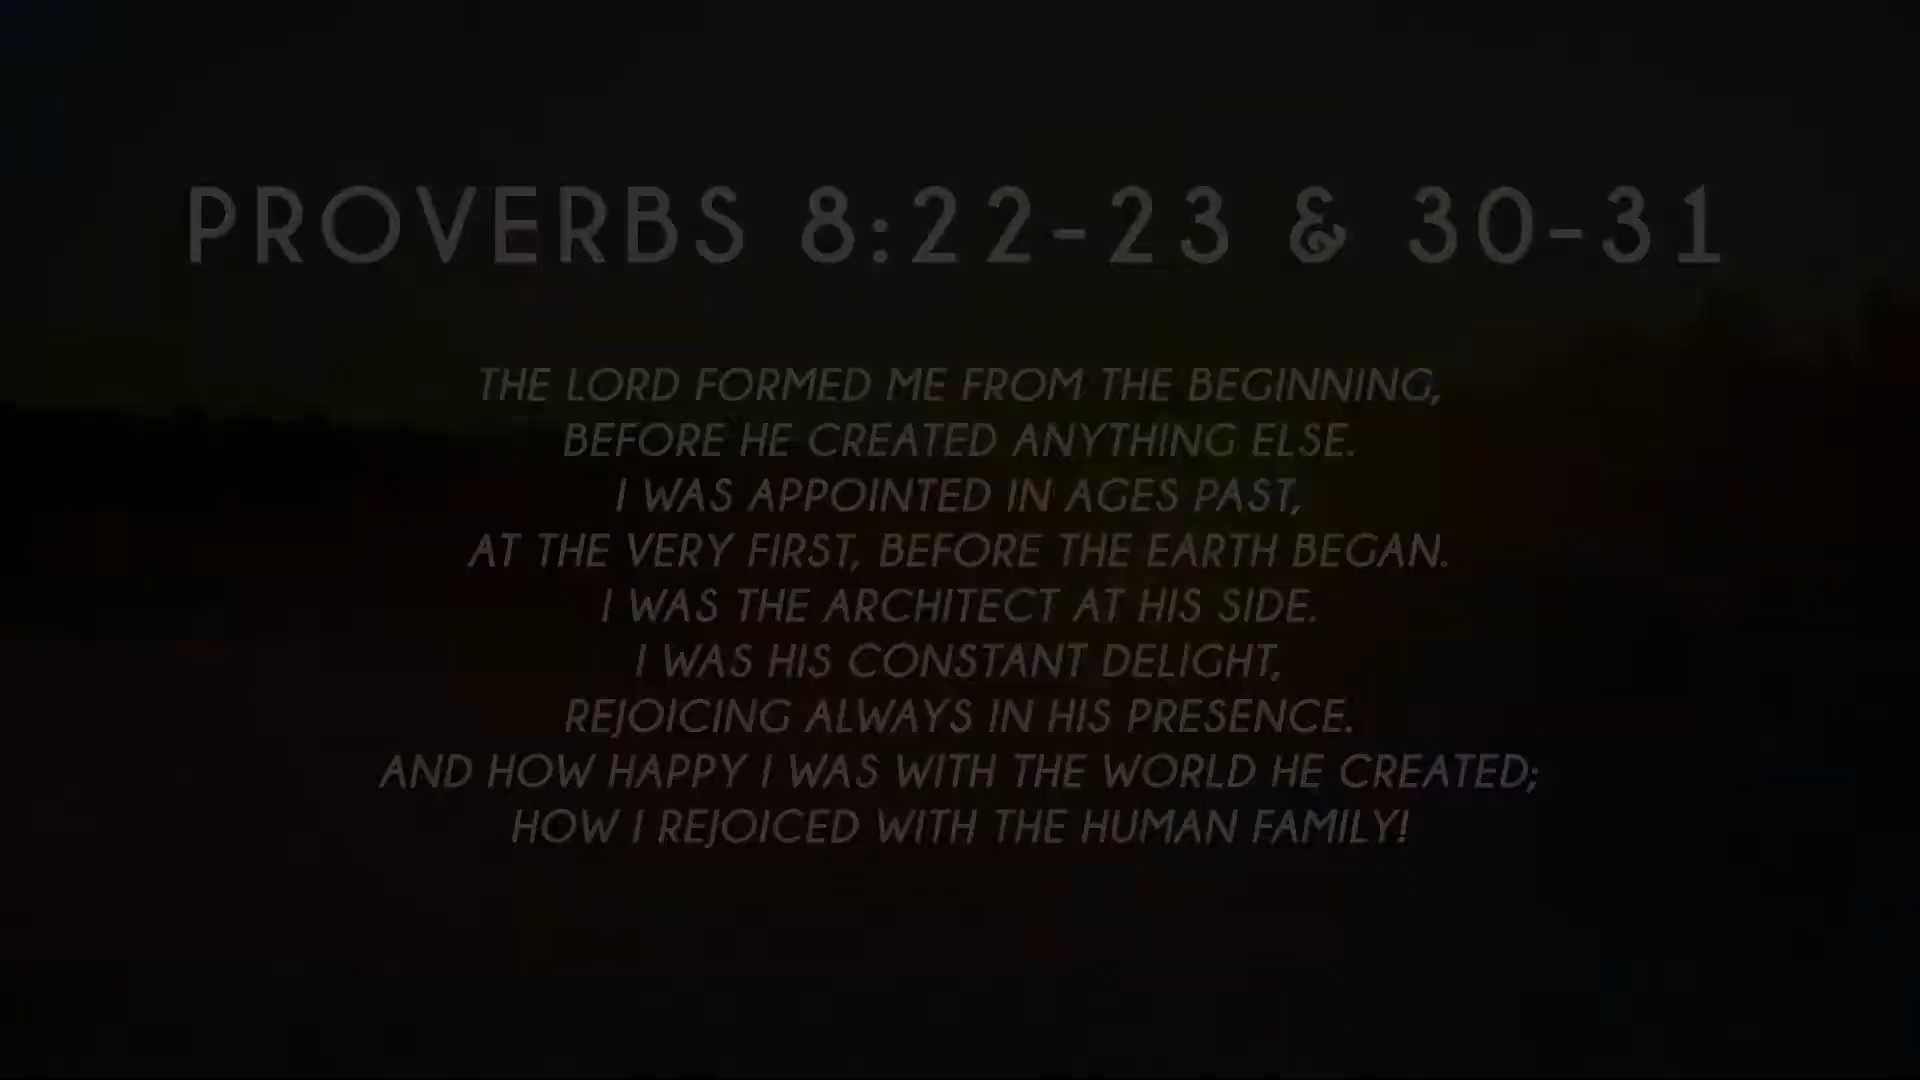 PROVERBS 8:22-23 & 30-31
THE LORD FORMED ME FROM THE BEGINNING,
BEFORE HE CREATED ANYTHING ELSE.
I WAS APPOINTED IN AGES PAST,
AT THE VERY FIRST, BEFORE THE EARTH BEGAN.
I WAS THE ARCHITECT AT HIS SIDE.
I WAS HIS CONSTANT DELIGHT,
REJOICING ALWAYS IN HIS PRESENCE.
AND HOW HAPPY I WAS WITH THE WORLD HE CREATED;
HOW I REJOICED WITH THE HUMAN FAMILY!